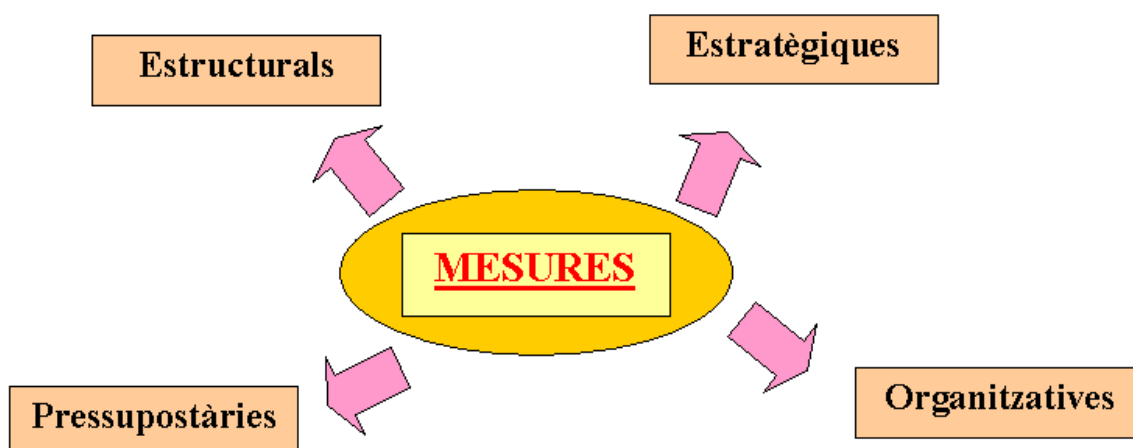 Estructurals
Estratègiques
MESURES
Pressupostàries
Organitzatives